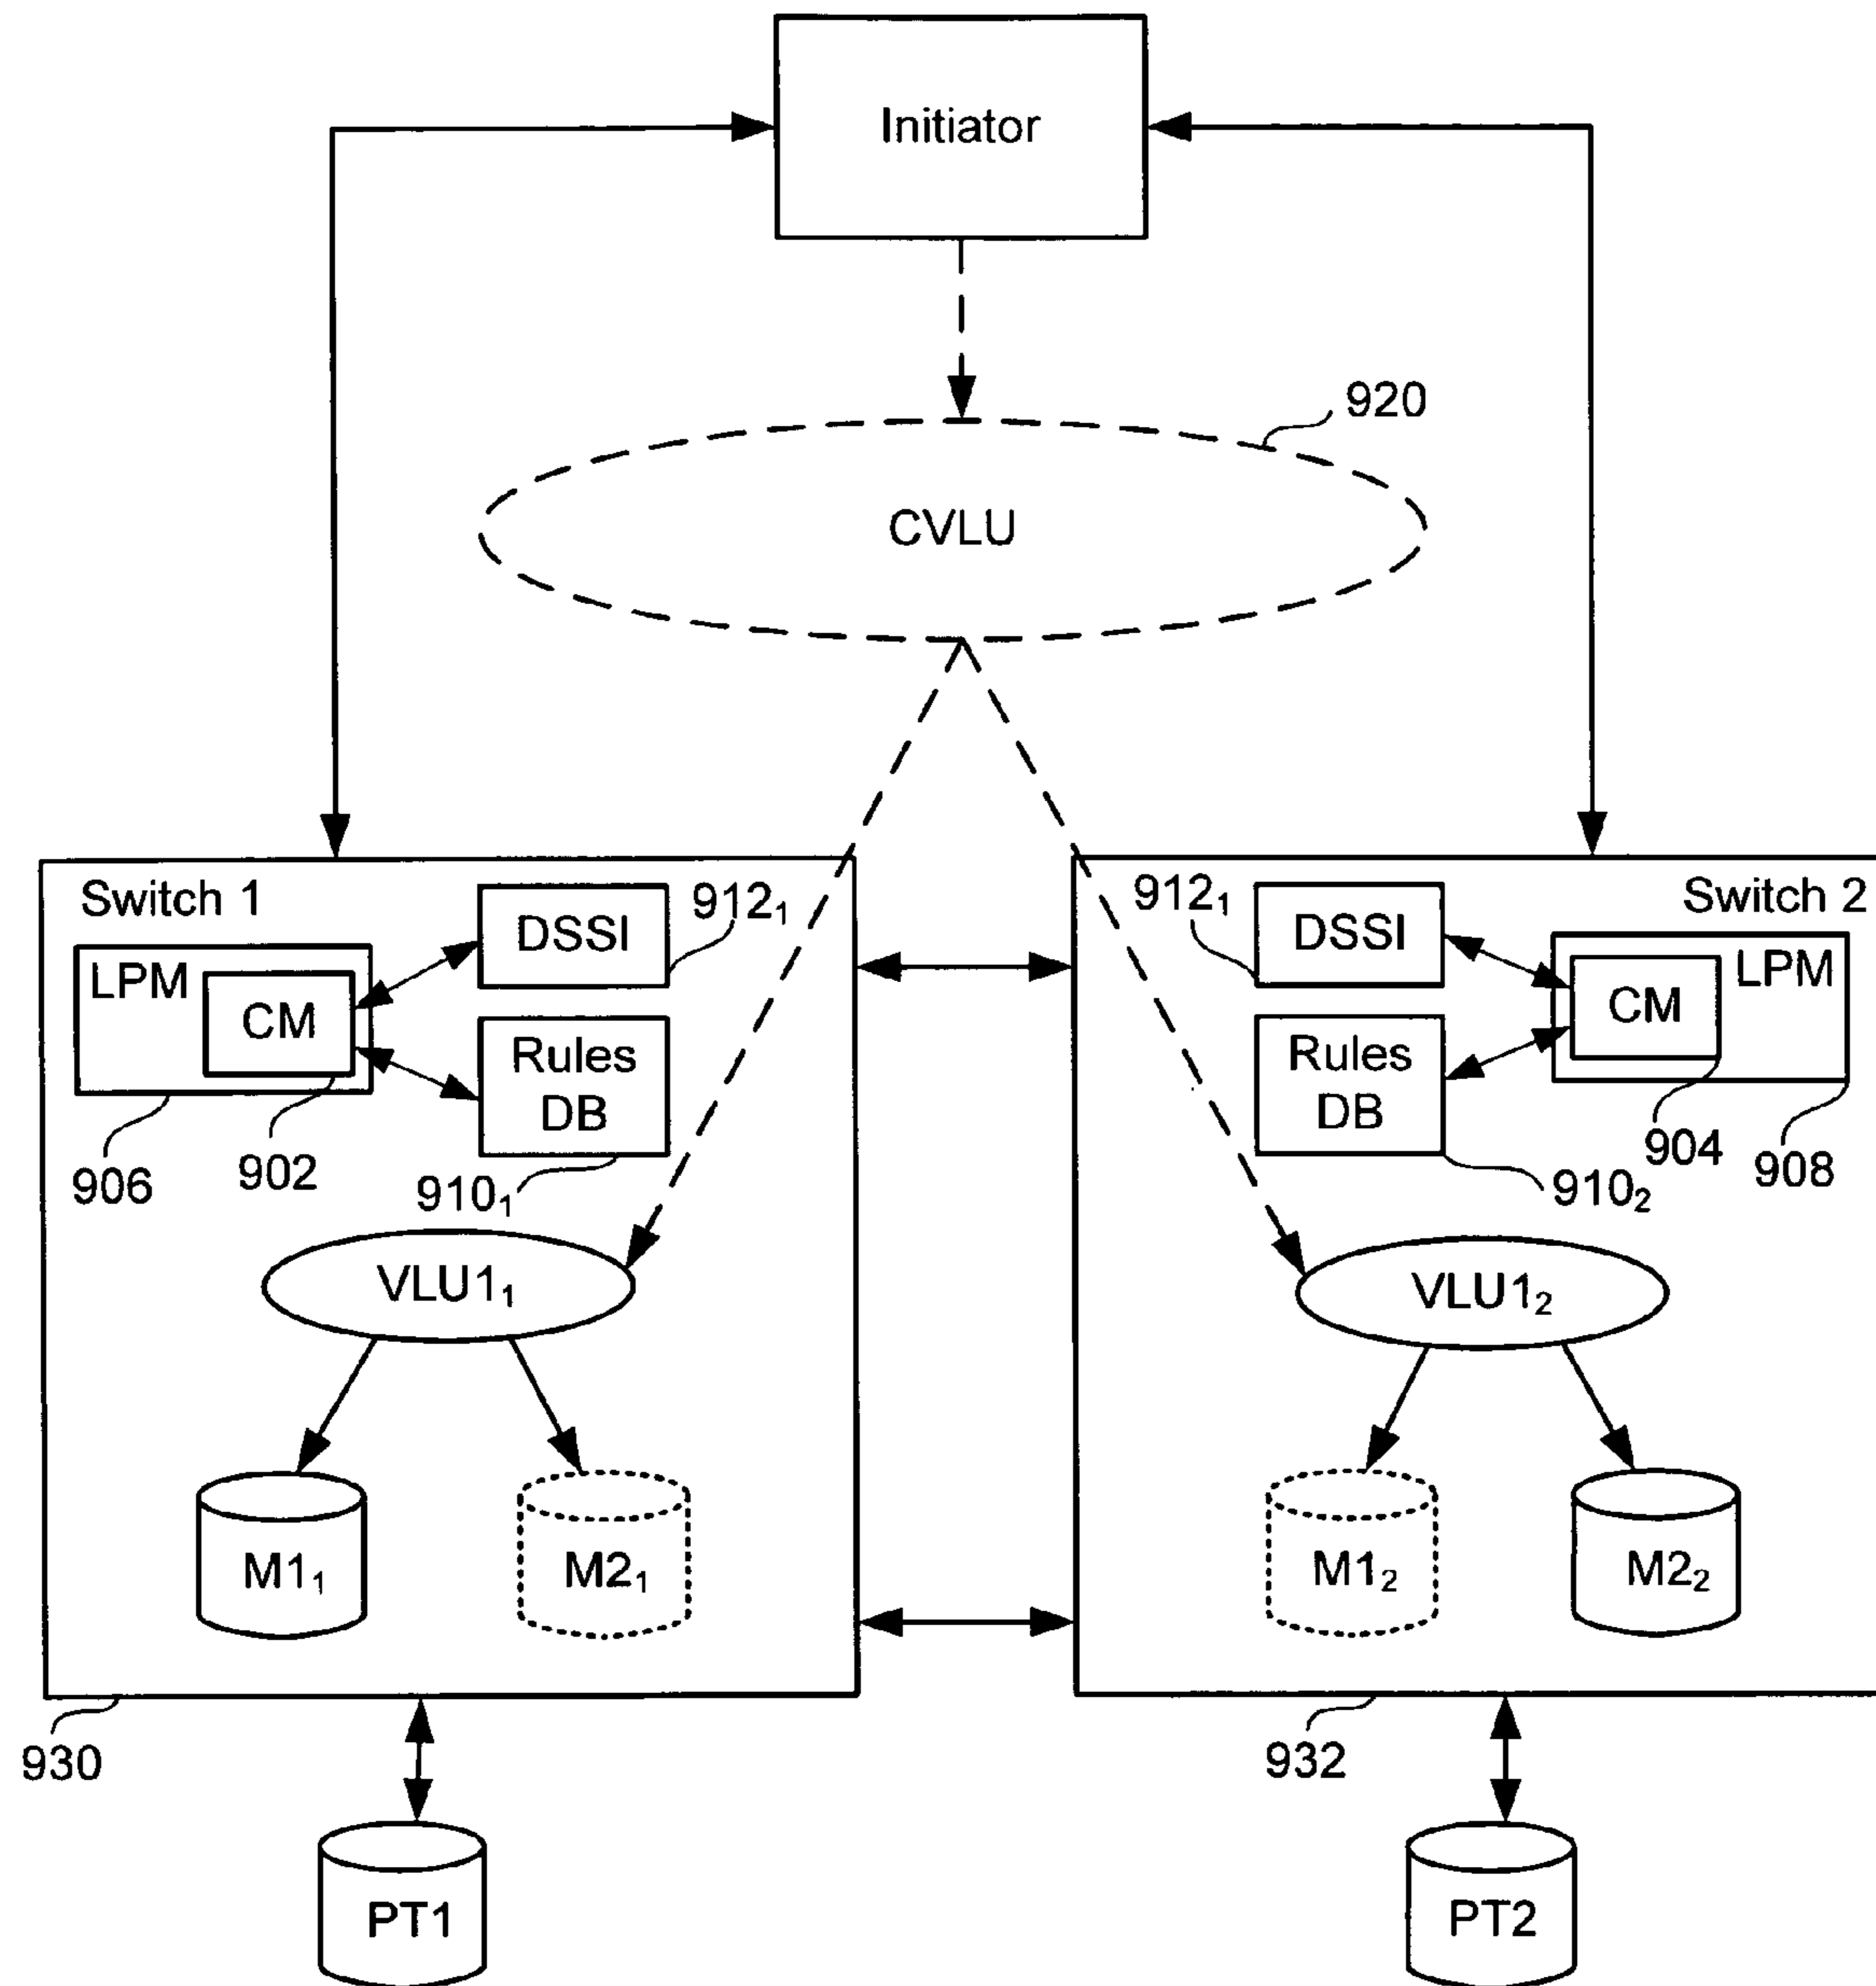 Initiator
920
CVLU
Switch 1
DSSI
912₁
LPM
CM
Rules
DB
906
902
910₁
VLU1₁
M1₁
M2₁
930
PT1
912₁
DSSI
Switch 2
CM
LPM
Rules
DB
904
908
910₂
VLU1₂
M1₂
M2₂
932
PT2